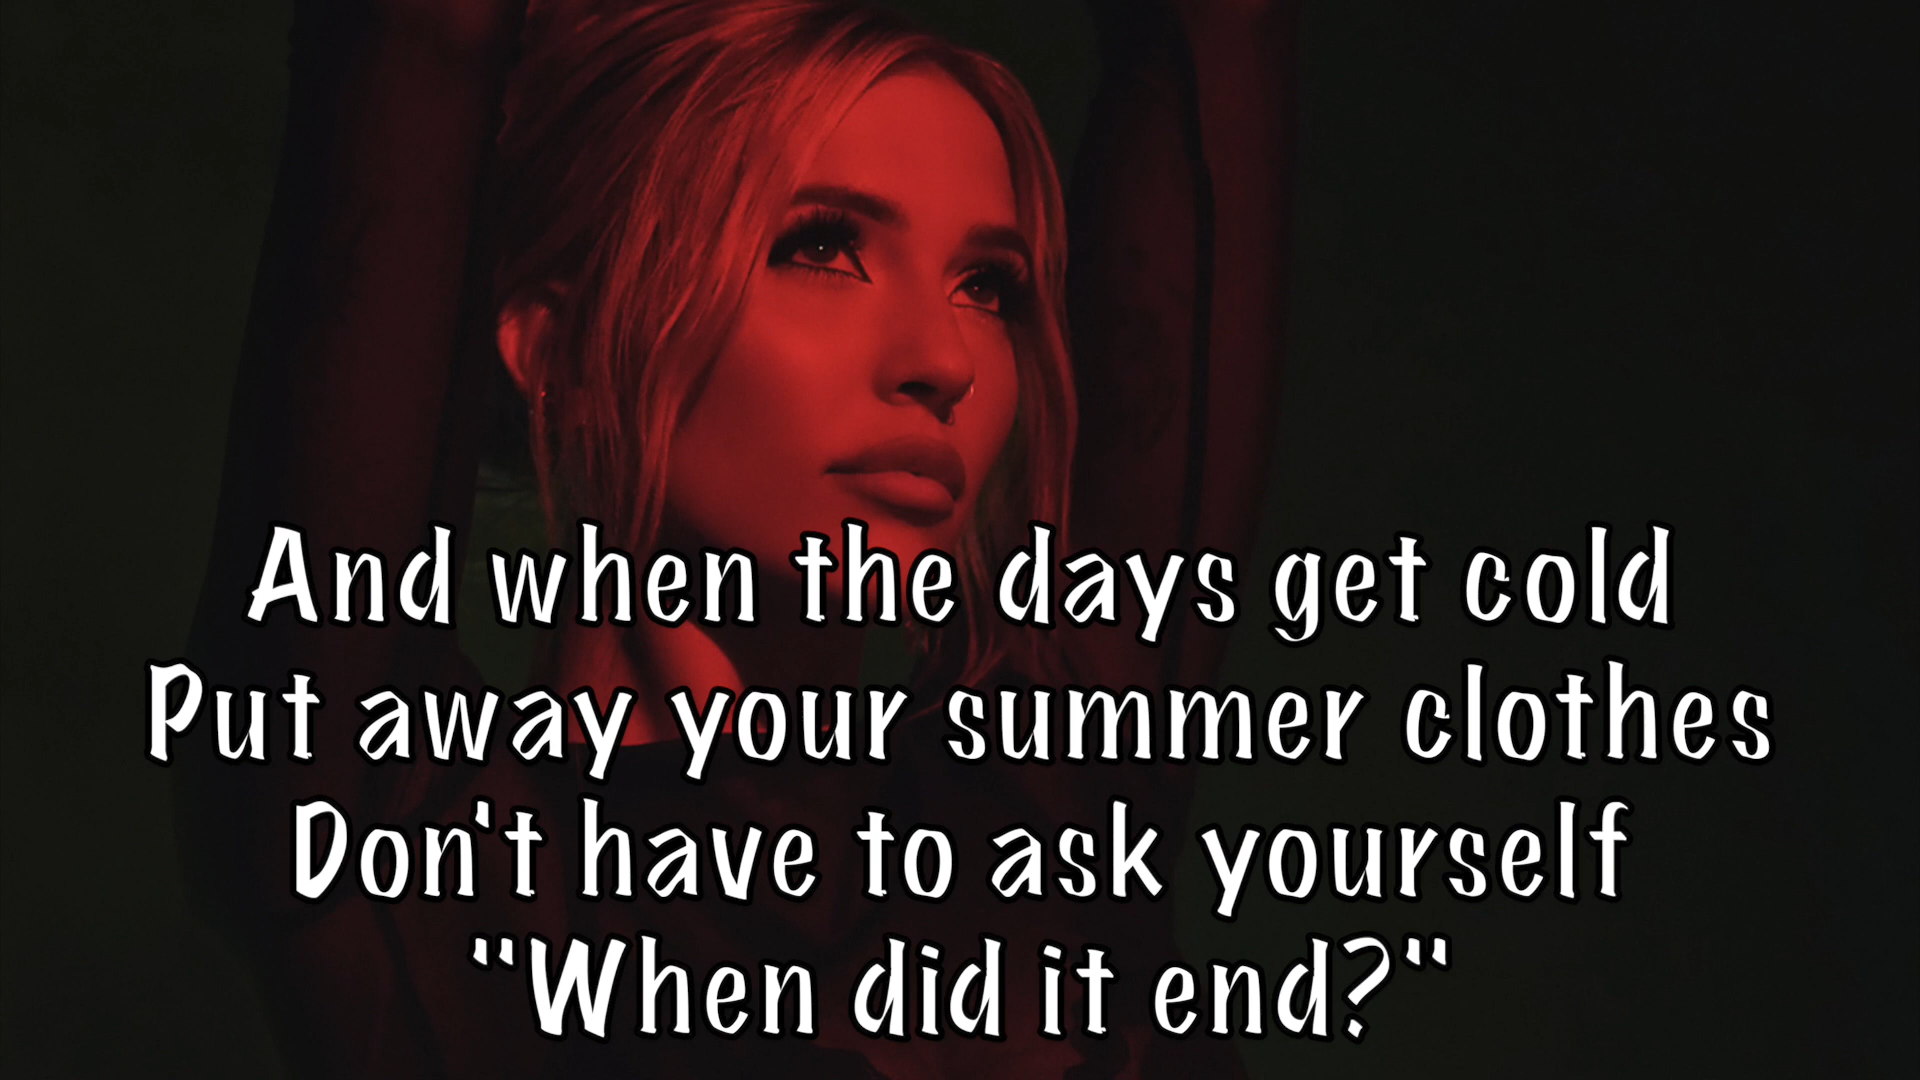 And when the days get cold
Put away your summer clothes
Don't have to ask yourself
"When did it end?"